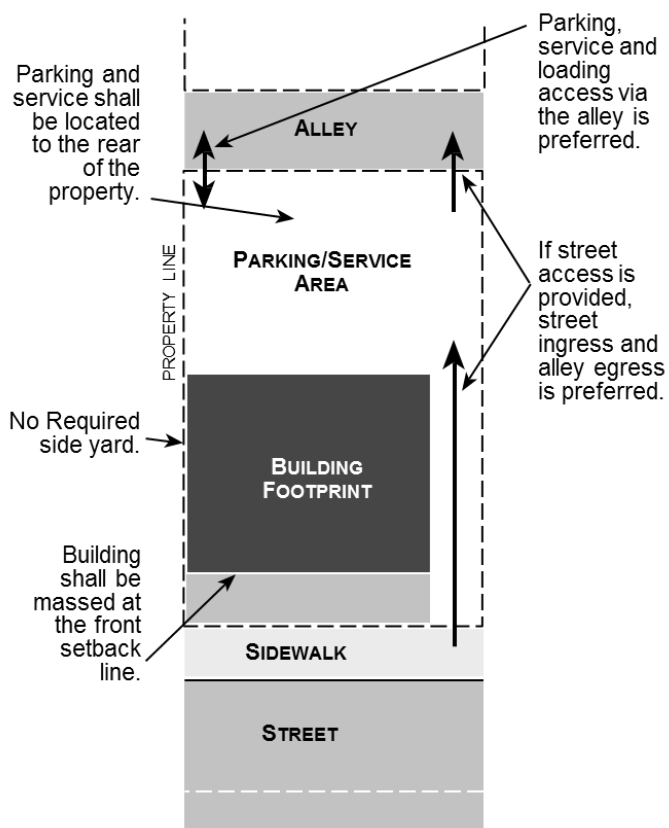 Parking and
service shall
be located
to the rear
of the
property.
Parking,
service and
loading
access via
the alley is
preferred.
ALLEY
PARKING/SERVICE
AREA
PROPERTY LINE
If street
access is
provided,
street
ingress and
alley egress
is preferred.
No Required
side yard.
BUILDING
FOOTPRINT
Building
shall be
massed at
the front
setback
line.
SIDEWALK
STREET